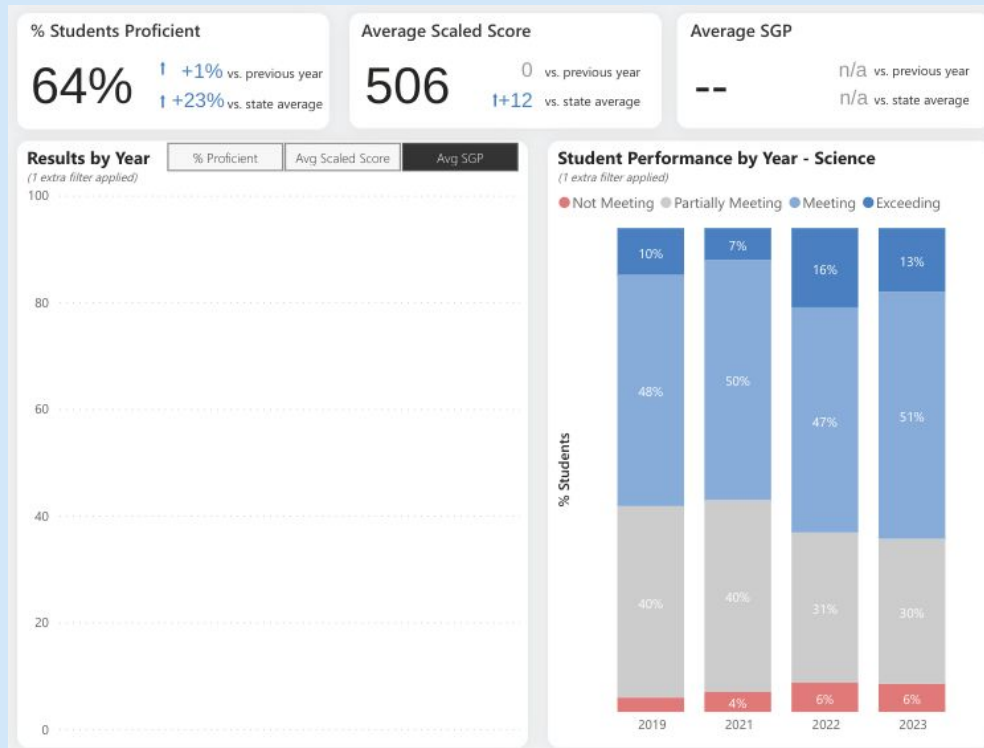 % Students Proficient
64%
↑ +1% vs. previous year
↑ +23% vs. state average
Average Scaled Score
506
0 vs. previous year
↑+12 vs. state average
Average SGP
--
n/a vs. previous year
n/a vs. state average
Results by Year
% Proficient
Avg Scaled Score
Avg SGP
(1 extra filter applied)
100
80
60
40
20
0
Student Performance by Year - Science
(1 extra filter applied)
Not Meeting Partially Meeting Meeting Exceeding
% Students
10% 7% 16% 13%
48% 50% 47% 51%
40% 40% 31% 30%
4% 6% 6%
2019 2021 2022 2023